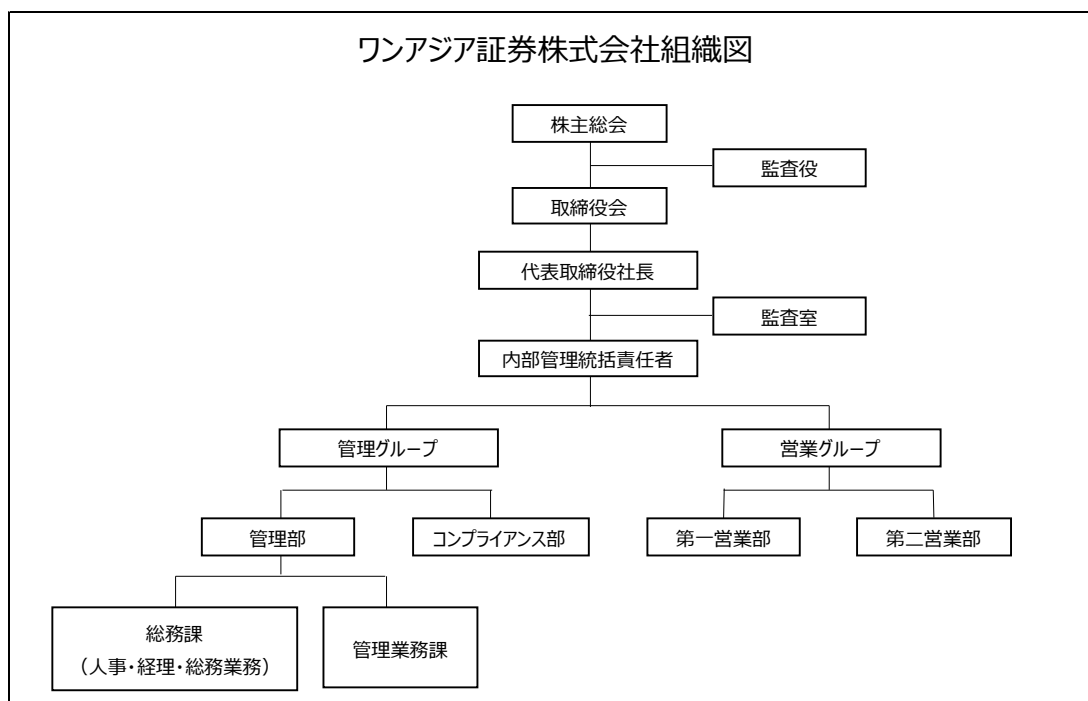 ワンアジア証券株式会社組織図
株主総会
監査役
取締役会
代表取締役社長
監査室
内部管理統括責任者
管理グループ
営業グループ
管理部
コンプライアンス部
第一営業部
第二営業部
総務課
（人事・経理・総務業務）
管理業務課